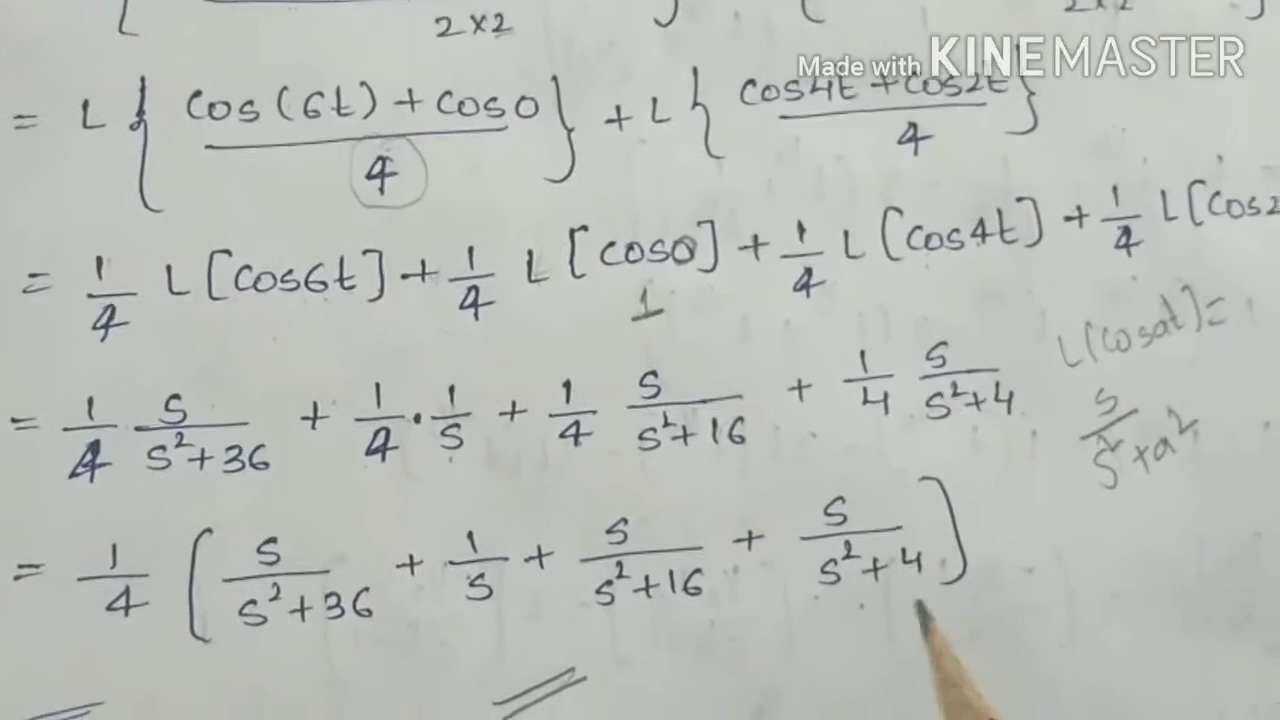 2×2 2×2
Made with KINEMASTER
= L { (cos(6t) + cos0)/4 } + L { (cos4t + cos2t)/4 }
= 1/4 L[cos6t] + 1/4 L[cos0] + 1/4 L[cos4t] + 1/4 L[cos2
1
L(cosat) =
s/(s²+a²)
= 1/4 s/(s²+36) + 1/4 · 1/s + 1/4 s/(s²+16) + 1/4 s/(s²+4)
= 1/4 [ s/(s²+36) + 1/s + s/(s²+16) + s/(s²+4) ]